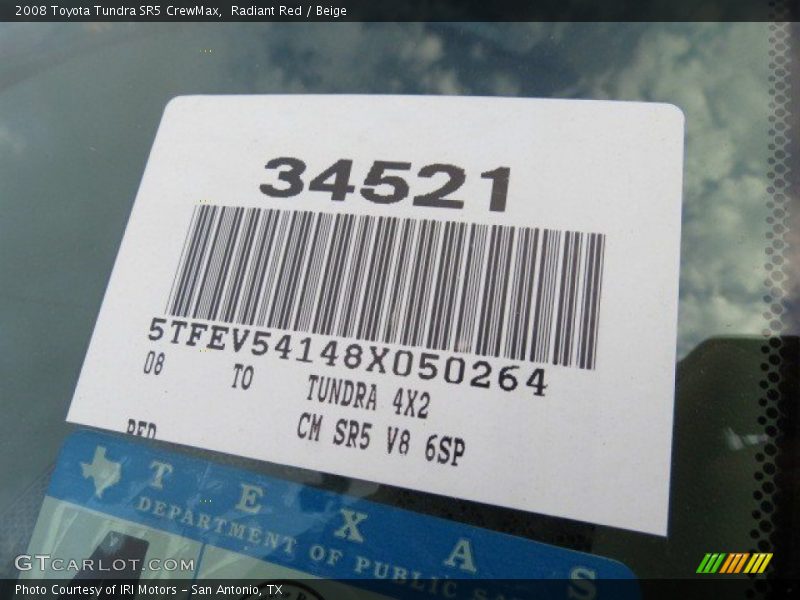 2008 Toyota Tundra SR5 CrewMax, Radiant Red / Beige
34521
5TFEV54148X050264
08 TO TUNDRA 4X2
CM SR5 V8 6SP
RED
TEXAS
DEPARTMENT OF PUBLIC
GTCARLOT.COM
Photo Courtesy of IRI Motors - San Antonio, TX